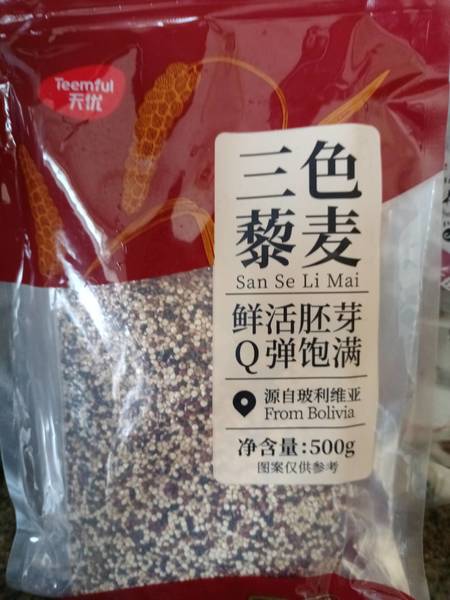 Teemful
天优
三色
藜麦
San Se Li Mai
鲜活胚芽
Q弹饱满
源自玻利维亚
From Bolivia
净含量:500g
图案仅供参考